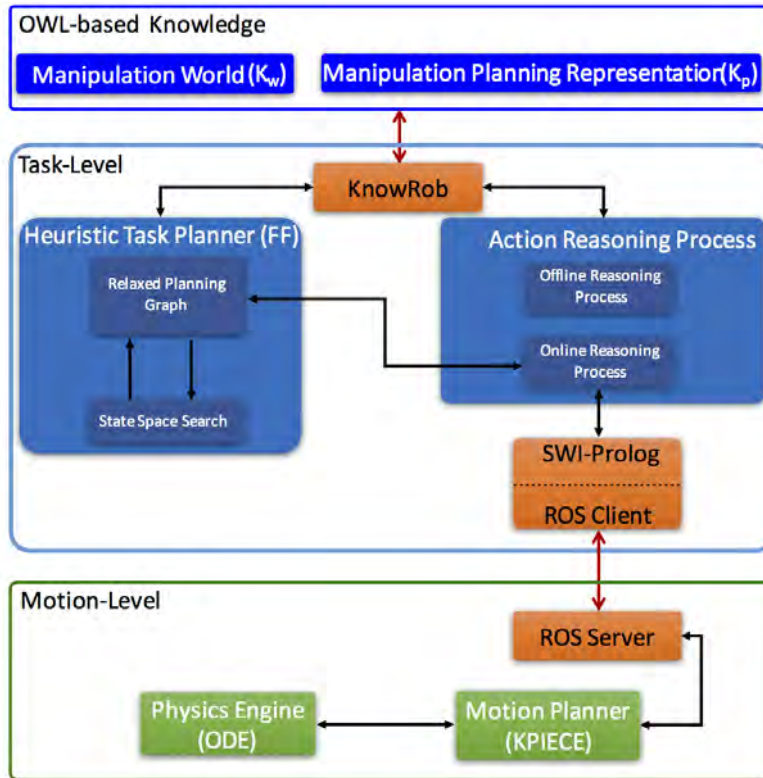 OWL-based Knowledge
Manipulation World (Kw)
Manipulation Planning Representation(Kp)
Task-Level
KnowRob
Heuristic Task Planner (FF)
Relaxed Planning
Graph
State Space Search
Action Reasoning Process
Offline Reasoning
Process
Online Reasoning
Process
SWI-Prolog
ROS Client
Motion-Level
ROS Server
Physics Engine
(ODE)
Motion Planner
(KPIECE)